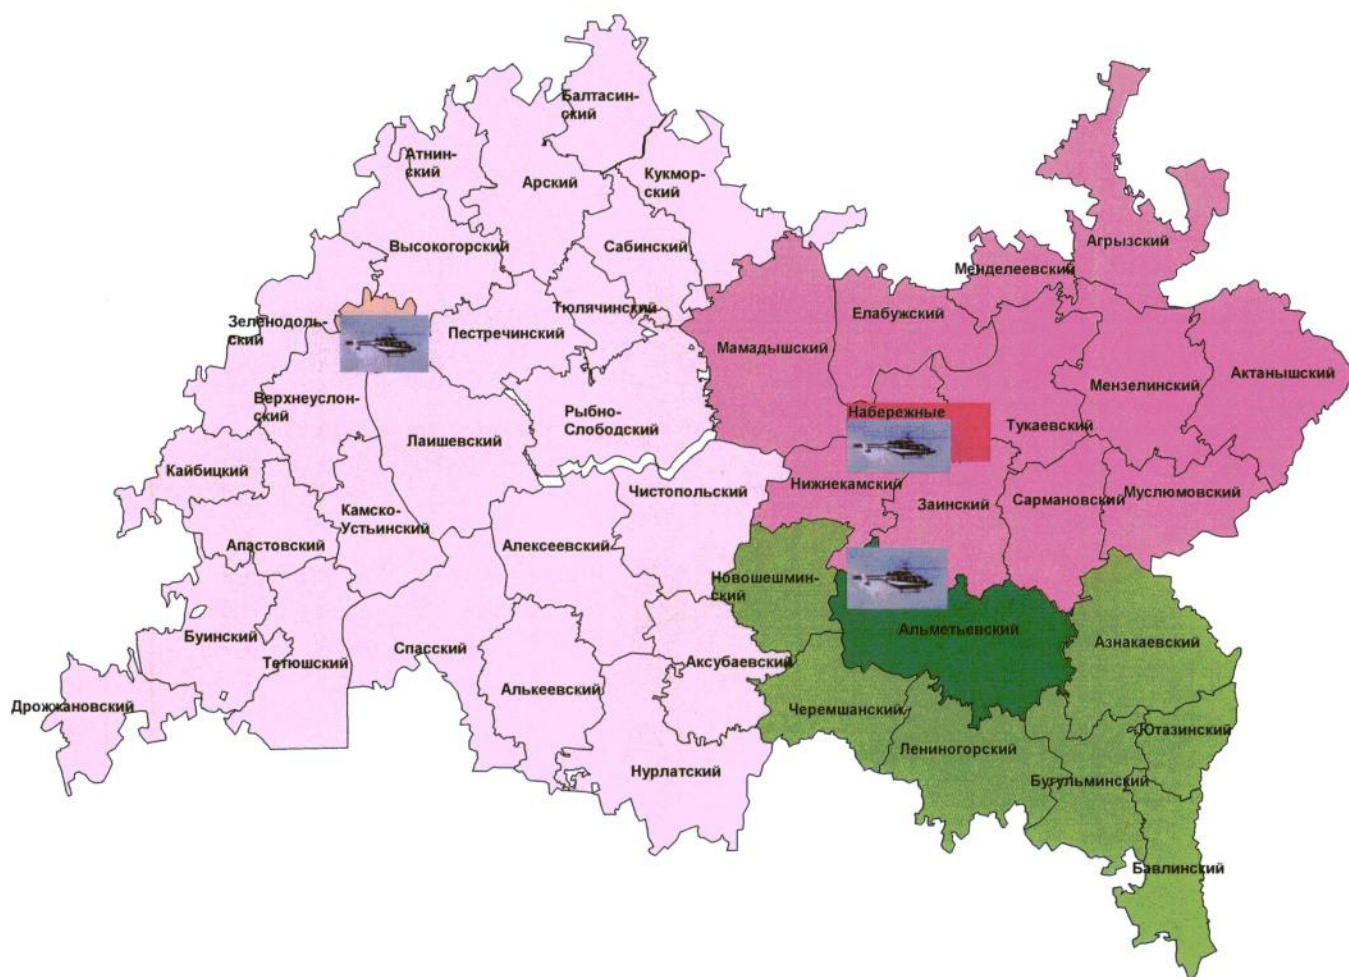 Балтасин-
ский
Атнин-
ский
Арский
Кукмор-
ский
Высокогорский
Сабинский
Агрызский
Менделеевский
Зеленодоль-
ский
Пестречинский
Тюлячинский
Елабужский
Мамадышский
Мензелинский
Актанышский
Верхнеуслон-
ский
Лаишевский
Рыбно-
Слободский
Набережные
Тукаевский
Кайбицкий
Камско-
Устьинский
Чистопольский
Нижнекамский
Заинский
Сармановский
Муслюмовский
Апастовский
Алексеевский
Новошешмин-
ский
Буинский
Тетюшский
Спасский
Алькеевский
Аксубаевский
Альметьевский
Азнакаевский
Дрожжановский
Черемшанский
Лениногорский
Ютазинский
Нурлатский
Бугульминский
Бавлинский